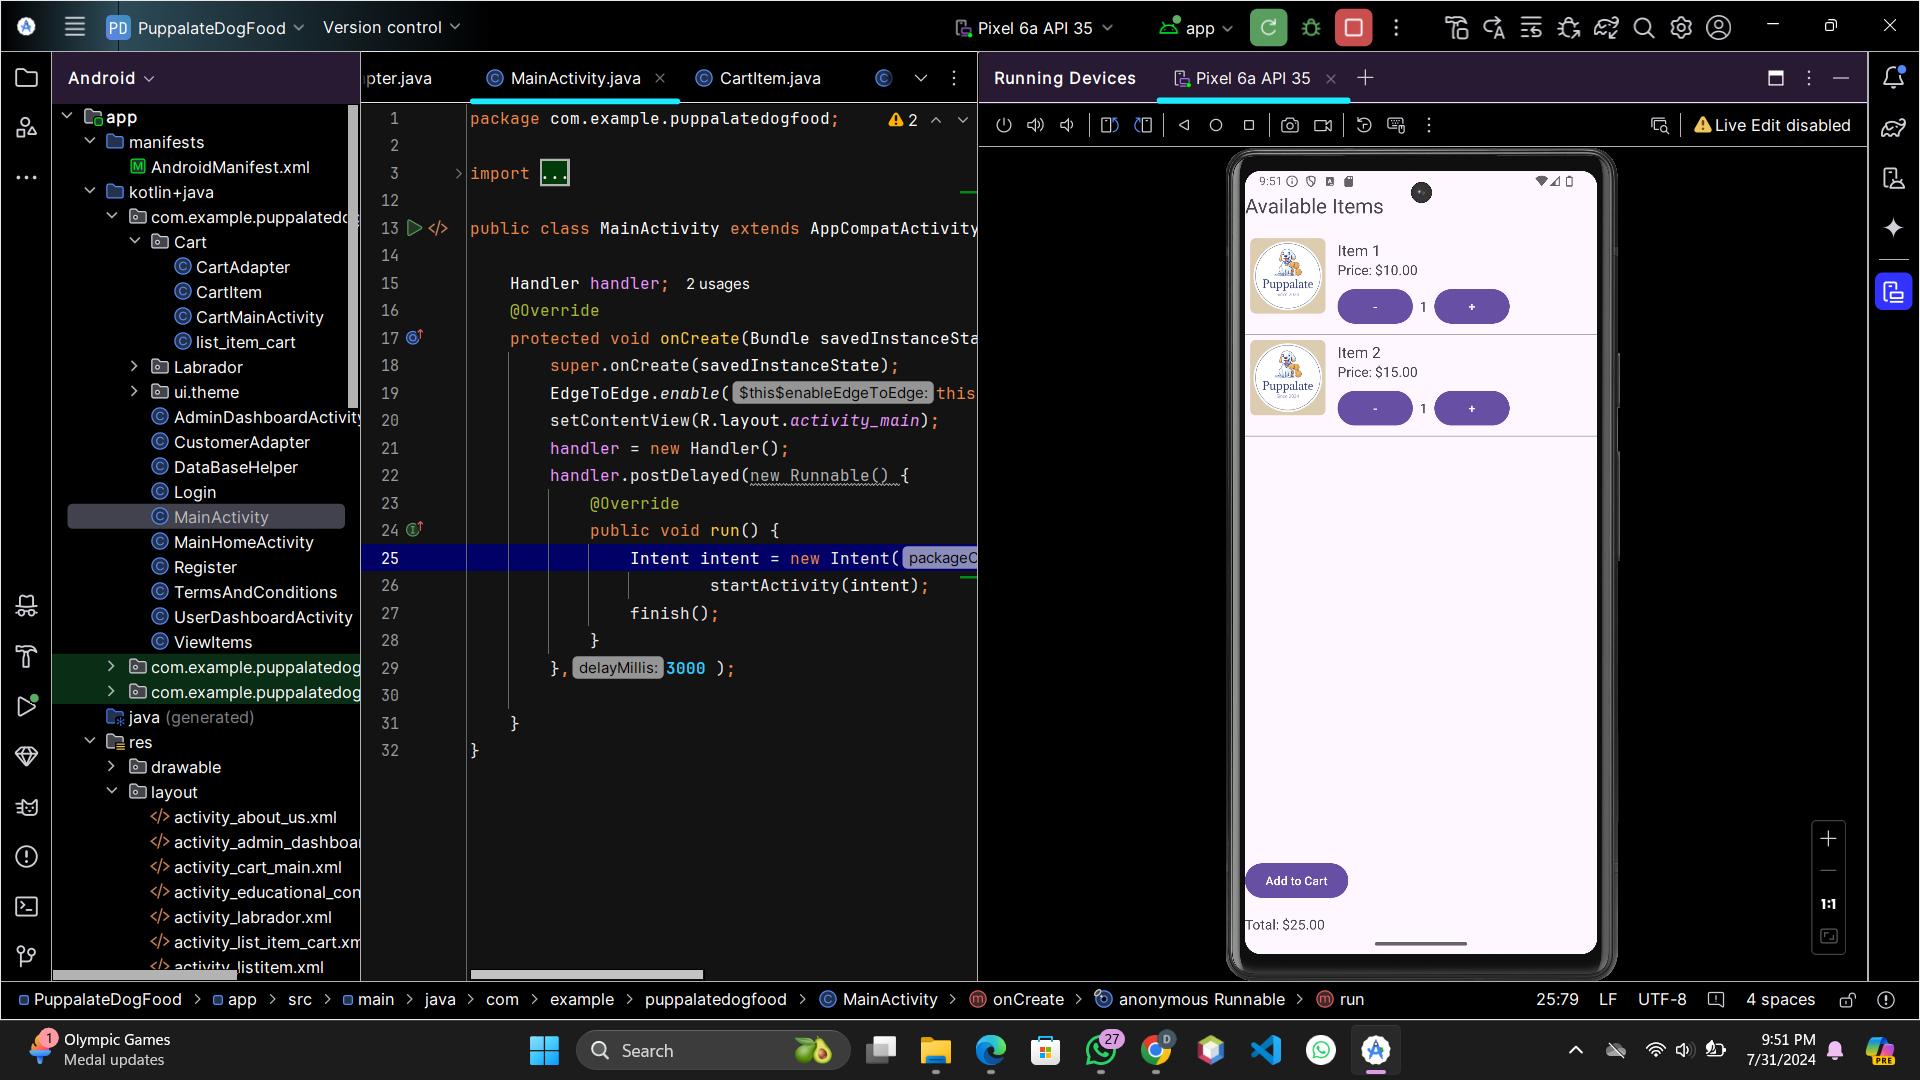 PD PuppalateDogFood Version control Pixel 6a API 35 app
Android
app
manifests
AndroidManifest.xml
kotlin+java
com.example.puppalatedo
Cart
CartAdapter
CartItem
CartMainActivity
list_item_cart
Labrador
ui.theme
AdminDashboardActivity
CustomerAdapter
DataBaseHelper
Login
MainActivity
MainHomeActivity
Register
TermsAndConditions
UserDashboardActivity
ViewItems
com.example.puppalatedog
com.example.puppalatedog
java (generated)
res
drawable
layout
activity_about_us.xml
activity_admin_dashboar
activity_cart_main.xml
activity_educational_con
activity_labrador.xml
activity_list_item_cart.xm
activity_listitem.xml
pter.java MainActivity.java CartItem.java
1 package com.example.puppalatedogfood; 2
2
3 import ...
12
13 public class MainActivity extends AppCompatActivity
14
15 Handler handler; 2 usages
16 @Override
17 protected void onCreate(Bundle savedInstanceSta
18 super.onCreate(savedInstanceState);
19 EdgeToEdge.enable( $this$enableEdgeToEdge: this
20 setContentView(R.layout.activity_main);
21 handler = new Handler();
22 handler.postDelayed(new Runnable() {
23 @Override
24 public void run() {
25 Intent intent = new Intent( packageC
26 startActivity(intent);
27 finish();
28 }
29 }, delayMillis: 3000 );
30
31 }
32 }
Running Devices Pixel 6a API 35
Live Edit disabled
9:51
Available Items
Puppalate
Since 2024
Item 1
Price: $10.00
- 1 +
Puppalate
Since 2024
Item 2
Price: $15.00
- 1 +
Add to Cart
Total: $25.00
1:1
PuppalateDogFood > app > src > main > java > com > example > puppalatedogfood > MainActivity > onCreate > anonymous Runnable > run 25:79 LF UTF-8 4 spaces
1
Olympic Games
Medal updates
Search
27
D
PRE
9:51 PM
7/31/2024